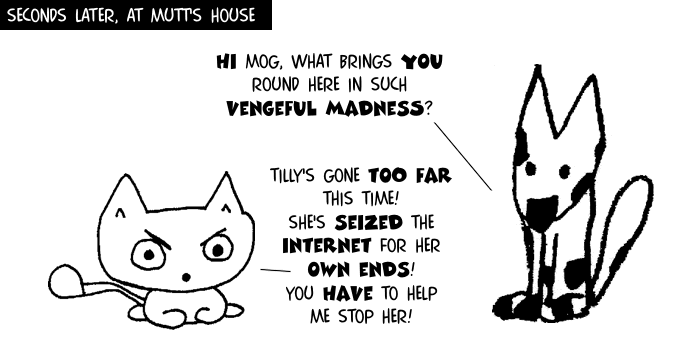 SECONDS LATER, AT MUTT'S HOUSE
HI MOG, WHAT BRINGS YOU
ROUND HERE IN SUCH
VENGEFUL MADNESS?
TILLY'S GONE TOO FAR
THIS TIME!
SHE'S SEIZED THE
INTERNET FOR HER
OWN ENDS!
YOU HAVE TO HELP
ME STOP HER!